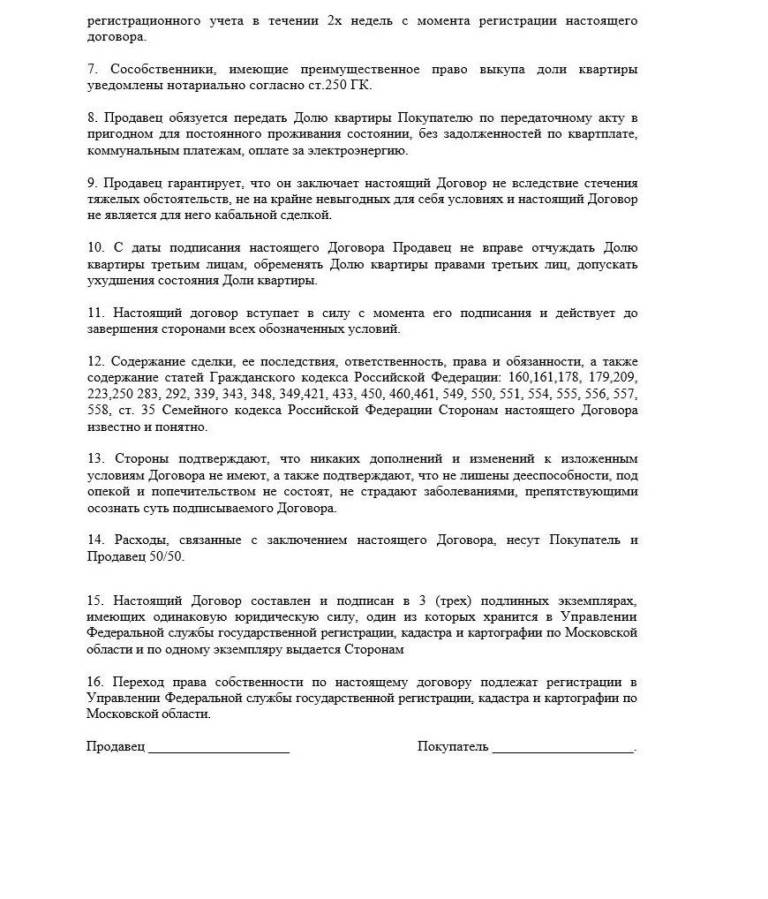 регистрационного учета в течении 2х недель с момента регистрации настоящего
договора.
7. Сособственники, имеющие преимущественное право выкупа доли квартиры
уведомлены нотариально согласно ст.250 ГК.
8. Продавец обязуется передать Долю квартиры Покупателю по передаточному акту в
пригодном для постоянного проживания состоянии, без задолженностей по квартплате,
коммунальным платежам, оплате за электроэнергию.
9. Продавец гарантирует, что он заключает настоящий Договор не вследствие стечения
тяжелых обстоятельств, не на крайне невыгодных для себя условиях и настоящий Договор
не является для него кабальной сделкой.
10. С даты подписания настоящего Договора Продавец не вправе отчуждать Долю
квартиры третьим лицам, обременять Долю квартиры правами третьих лиц, допускать
ухудшения состояния Доли квартиры.
11. Настоящий договор вступает в силу с момента его подписания и действует до
завершения сторонами всех обозначенных условий.
12. Содержание сделки, ее последствия, ответственность, права и обязанности, а также
содержание статей Гражданского кодекса Российской Федерации: 160,161,178, 179,209,
223,250 283, 292, 339, 343, 348, 349,421, 433, 450, 460,461, 549, 550, 551, 554, 555, 556, 557,
558, ст. 35 Семейного кодекса Российской Федерации Сторонам настоящего Договора
известно и понятно.
13. Стороны подтверждают, что никаких дополнений и изменений к изложенным
условиям Договора не имеют, а также подтверждают, что не лишены дееспособности, под
опекой и попечительством не состоят, не страдают заболеваниями, препятствующими
осознать суть подписываемого Договора.
14. Расходы, связанные с заключением настоящего Договора, несут Покупатель и
Продавец 50/50.
15. Настоящий Договор составлен и подписан в 3 (трех) подлинных экземплярах,
имеющих одинаковую юридическую силу, один из которых хранится в Управлении
Федеральной службы государственной регистрации, кадастра и картографии по Московской
области и по одному экземпляру выдается Сторонам
16. Переход права собственности по настоящему договору подлежат регистрации в
Управлении Федеральной службы государственной регистрации, кадастра и картографии по
Московской области.
Продавец ____________________ Покупатель ____________________.